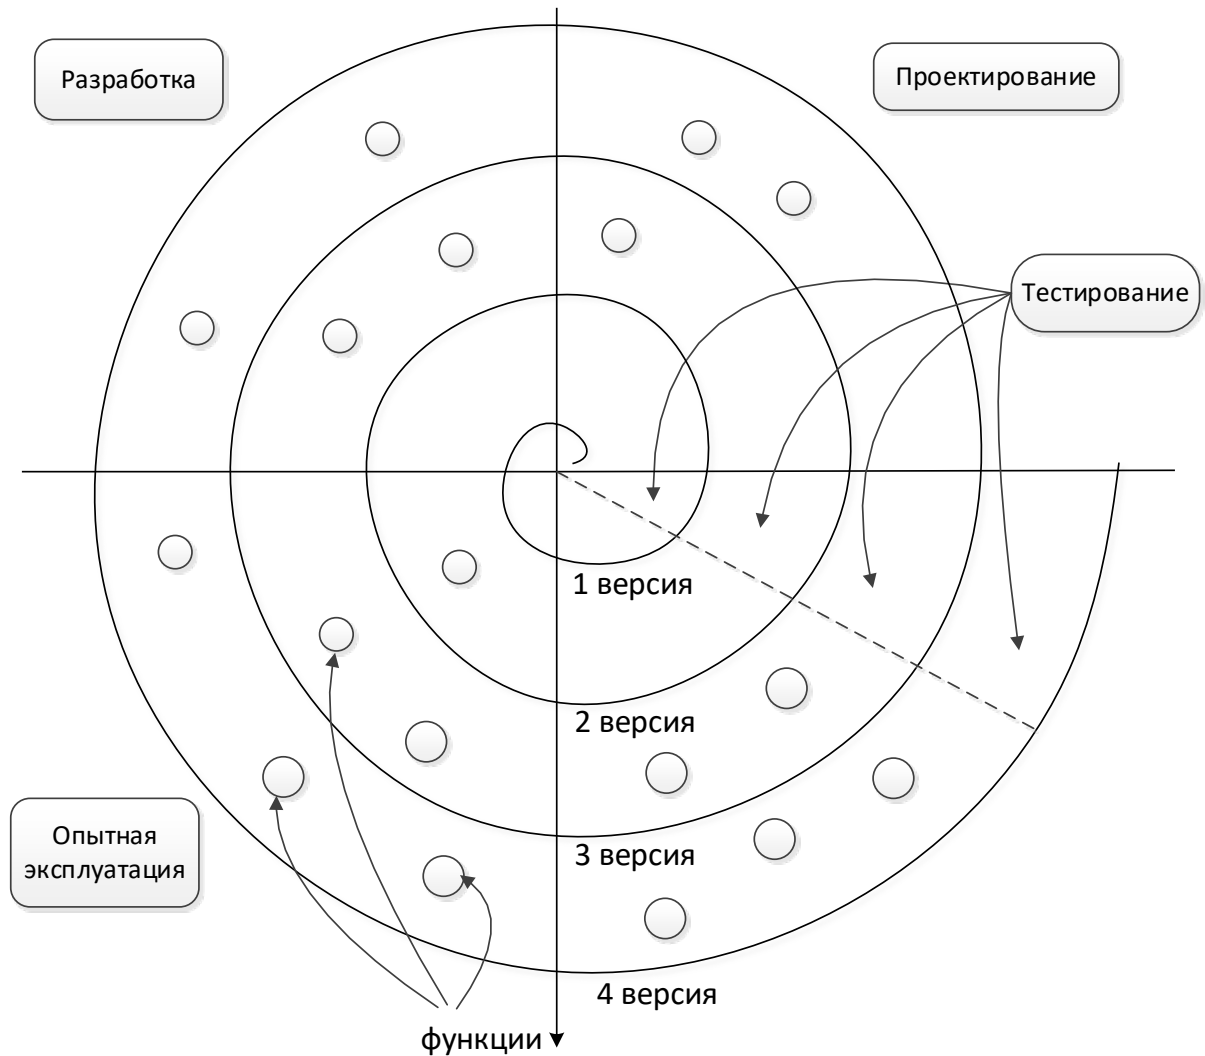 Разработка
Проектирование
Тестирование
1 версия
2 версия
3 версия
Опытная
эксплуатация
4 версия
функции